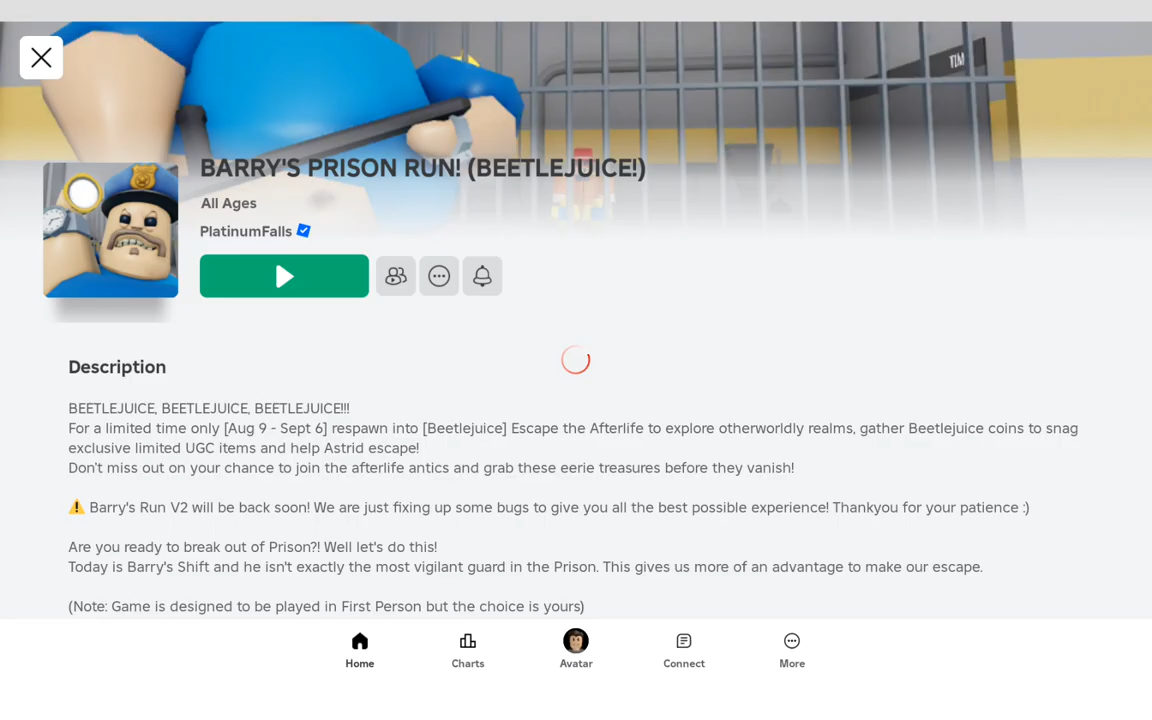 TIM
BARRY'S PRISON RUN! (BEETLEJUICE!)
All Ages
PlatinumFalls
Description
BEETLEJUICE, BEETLEJUICE, BEETLEJUICE!!!
For a limited time only [Aug 9 - Sept 6] respawn into [Beetlejuice] Escape the Afterlife to explore otherworldly realms, gather Beetlejuice coins to snag
exclusive limited UGC items and help Astrid escape!
Don't miss out on your chance to join the afterlife antics and grab these eerie treasures before they vanish!
⚠️ Barry's Run V2 will be back soon! We are just fixing up some bugs to give you all the best possible experience! Thankyou for your patience :)
Are you ready to break out of Prison?! Well let's do this!
Today is Barry's Shift and he isn't exactly the most vigilant guard in the Prison. This gives us more of an advantage to make our escape.
(Note: Game is designed to be played in First Person but the choice is yours)
Home
Charts
Avatar
Connect
More